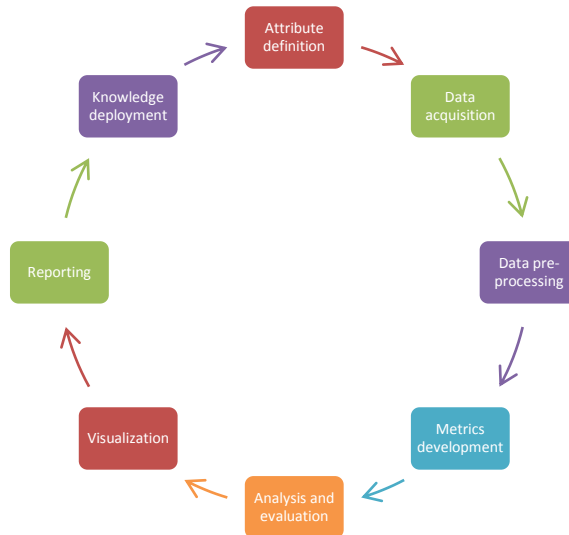 Attribute
definition
Data
acquisition
Data pre-
processing
Metrics
development
Analysis and
evaluation
Visualization
Reporting
Knowledge
deployment